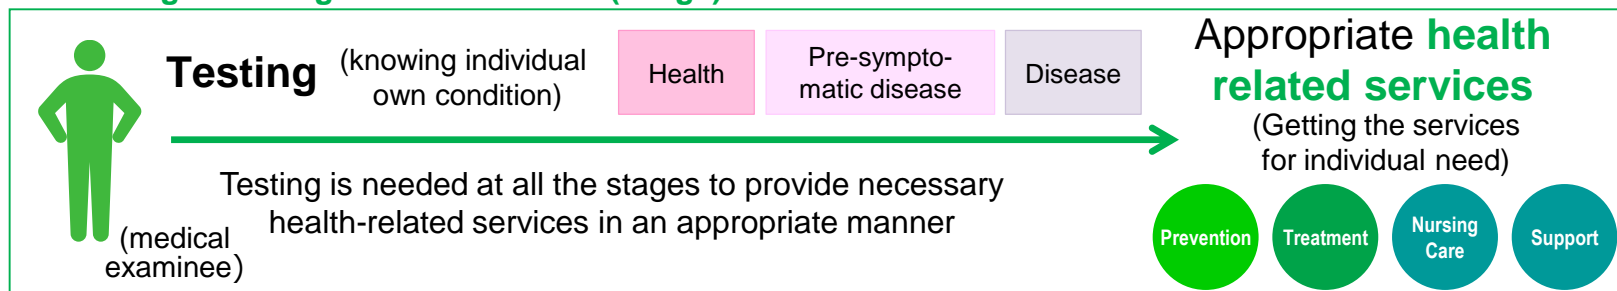 Testing
(knowing individual
own condition)
Health
Pre-sympto-
matic disease
Disease
Appropriate health
related services
(Getting the services
for individual need)
Testing is needed at all the stages to provide necessary
health-related services in an appropriate manner
(medical
examinee)
Prevention
Treatment
Nursing
Care
Support